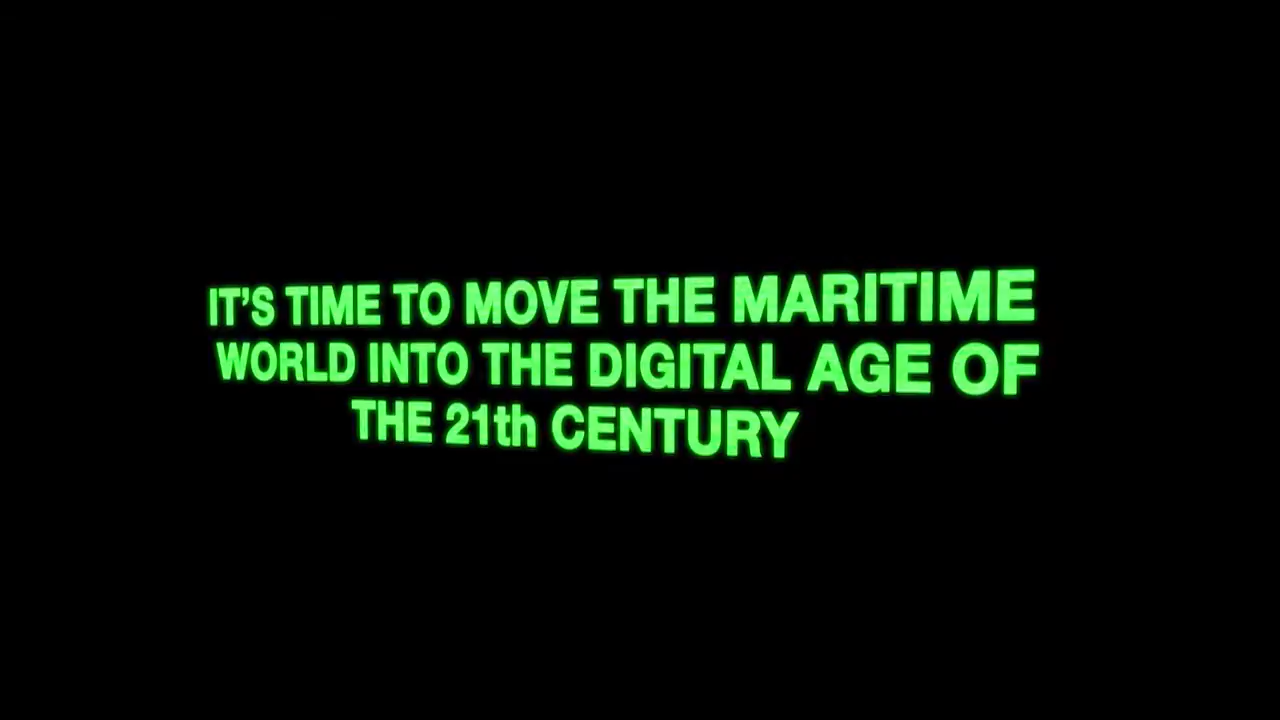 IT’S TIME TO MOVE THE MARITIME
WORLD INTO THE DIGITAL AGE OF
THE 21th CENTURY